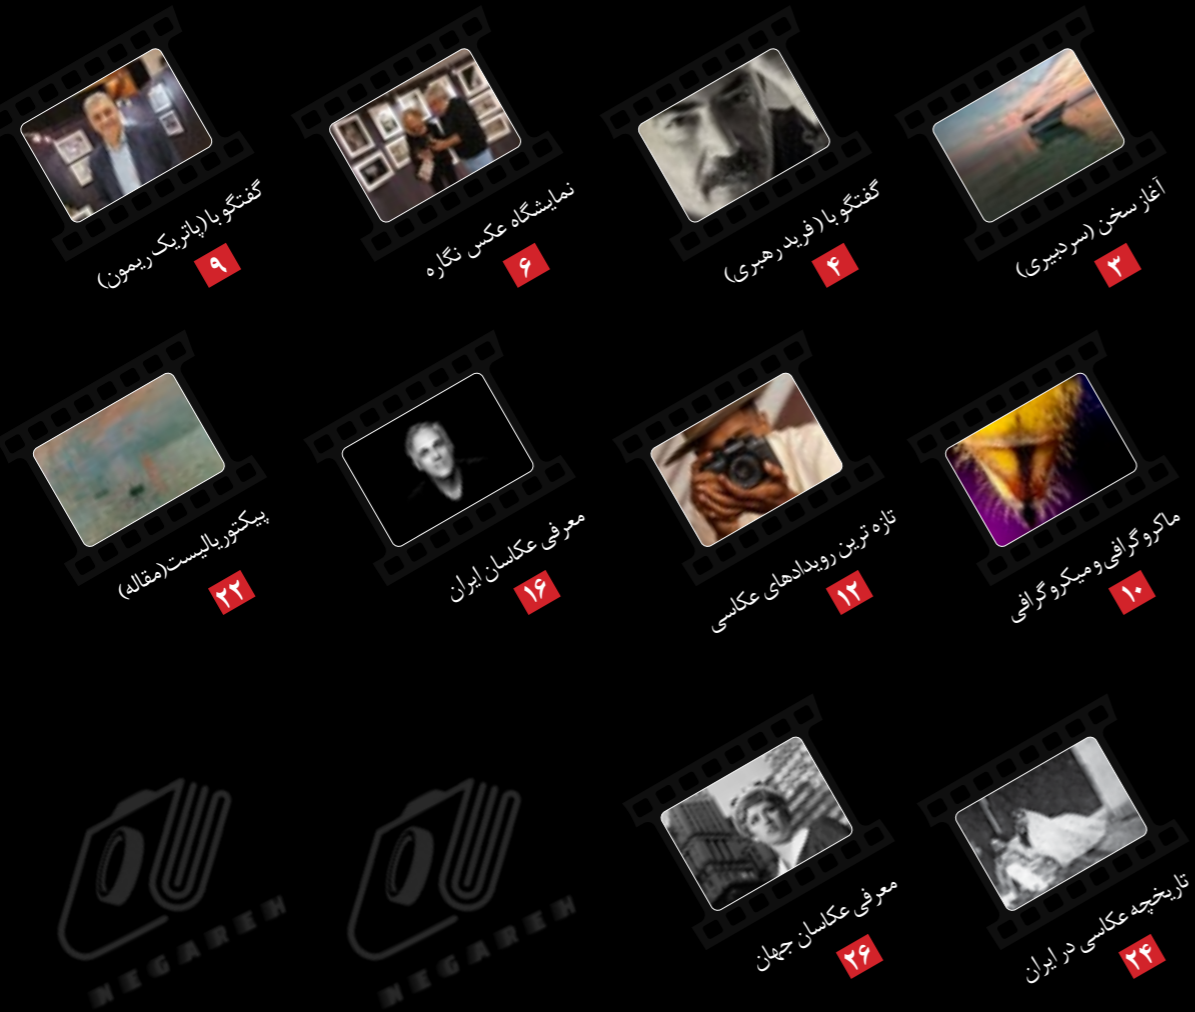 آغاز سخن (سردبیری)
۳
گفتگو با (فرید رهبری)
۴
نمایشگاه عکس نگاره
۶
گفتگو با (پاتریک ریمون)
۹
ماکروگرافی و میکروگرافی
۱۰
تازه ترین رویدادهای عکاسی
۱۲
معرفی عکاسان ایران
۱۶
پیکتوریالیست (مقاله)
۲۲
تاریخچه عکاسی در ایران
۲۴
معرفی عکاسان جهان
۲۶
NEGAREH
NEGAREH